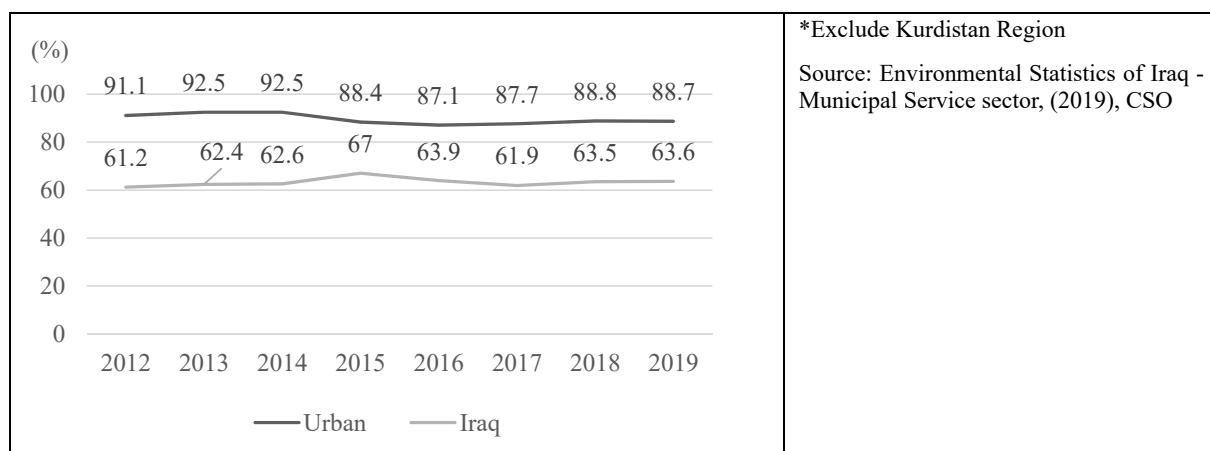 (%)
91.1 92.5 92.5 88.4 87.1 87.7 88.8 88.7
100
80
61.2 62.4 62.6 67 63.9 61.9 63.5 63.6
60
40
20
0
2012 2013 2014 2015 2016 2017 2018 2019
Urban Iraq
*Exclude Kurdistan Region
Source: Environmental Statistics of Iraq -
Municipal Service sector, (2019), CSO